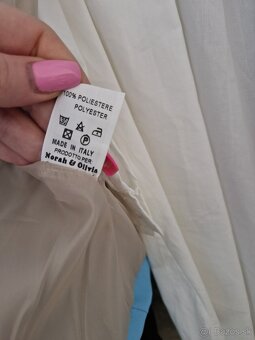 100% POLIESTERE
POLYESTER
MADE IN ITALY
PRODOTTO PER:
Norah & Olivia